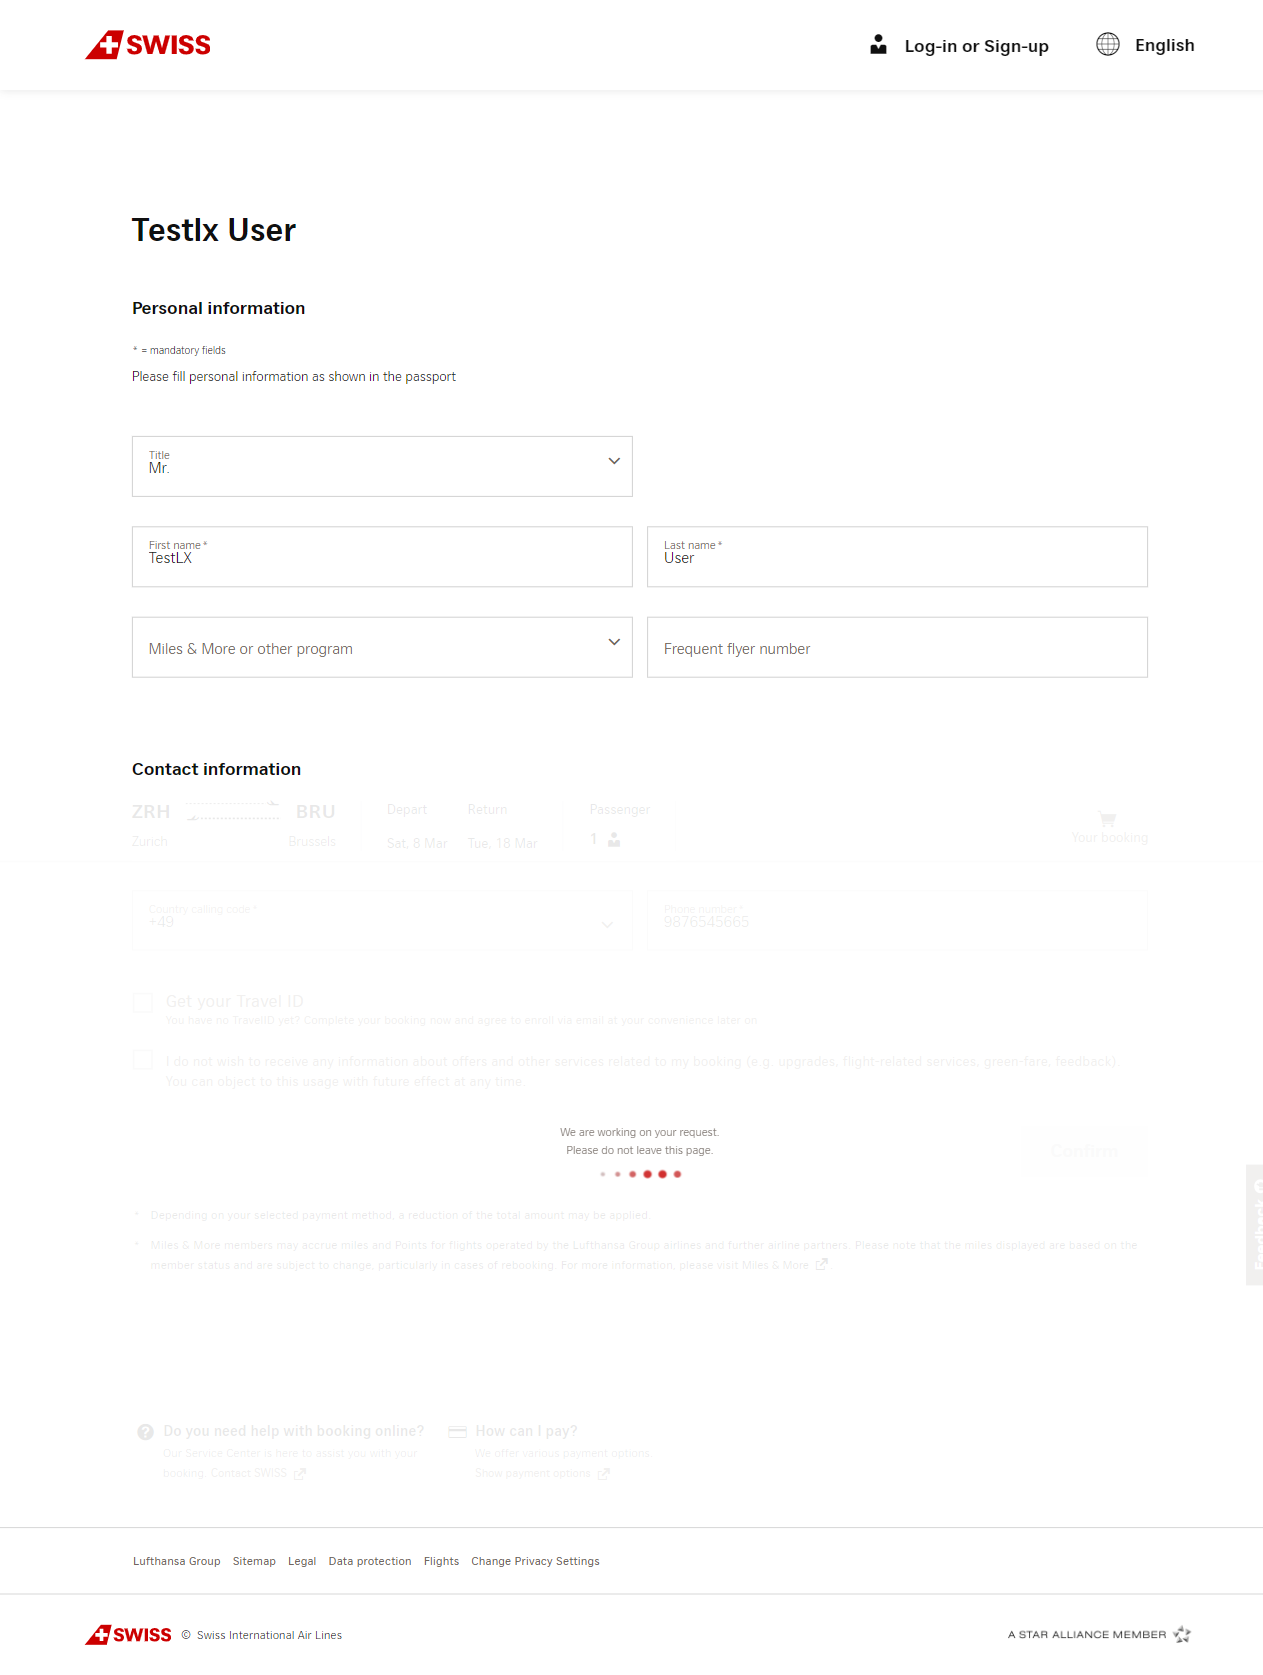 SWISS
Log-in or Sign-up
English
Testlx User
Personal information
* = mandatory fields
Please fill personal information as shown in the passport
Title
Mr.
First name *
Last name *
TestLX
User
Miles & More or other program
Frequent flyer number
Contact information
ZRH
BRU
Depart
Return
Passenger
Zurich
Brussels
Sat, 8 Mar
Tue, 18 Mar
1
Your booking
Country calling code *
Phone number *
+49
9876545665
Get your Travel ID
You have no TravelID yet? Complete your booking now and agree to enroll via email at your convenience later on.
I do not wish to receive any information about offers and other services related to my booking (e.g. upgrades, flight-related services, green-fare, feedback).
You can object to this usage with future effect at any time.
We are working on your request.
Please do not leave this page.
Confirm
Feedback
* Depending on your selected payment method, a reduction of the total amount may be applied.
* Miles & More members may accrue miles and Points for flights operated by the Lufthansa Group airlines and further airline partners. Please note that the miles displayed are based on the
member status and are subject to change, particularly in cases of rebooking. For more information, please visit Miles & More
Do you need help with booking online?
How can I pay?
Our Service Center is here to assist you with your
booking. Contact SWISS
We offer various payment options.
Show payment options
Lufthansa Group
Sitemap
Legal
Data protection
Flights
Change Privacy Settings
SWISS
© Swiss International Air Lines
A STAR ALLIANCE MEMBER